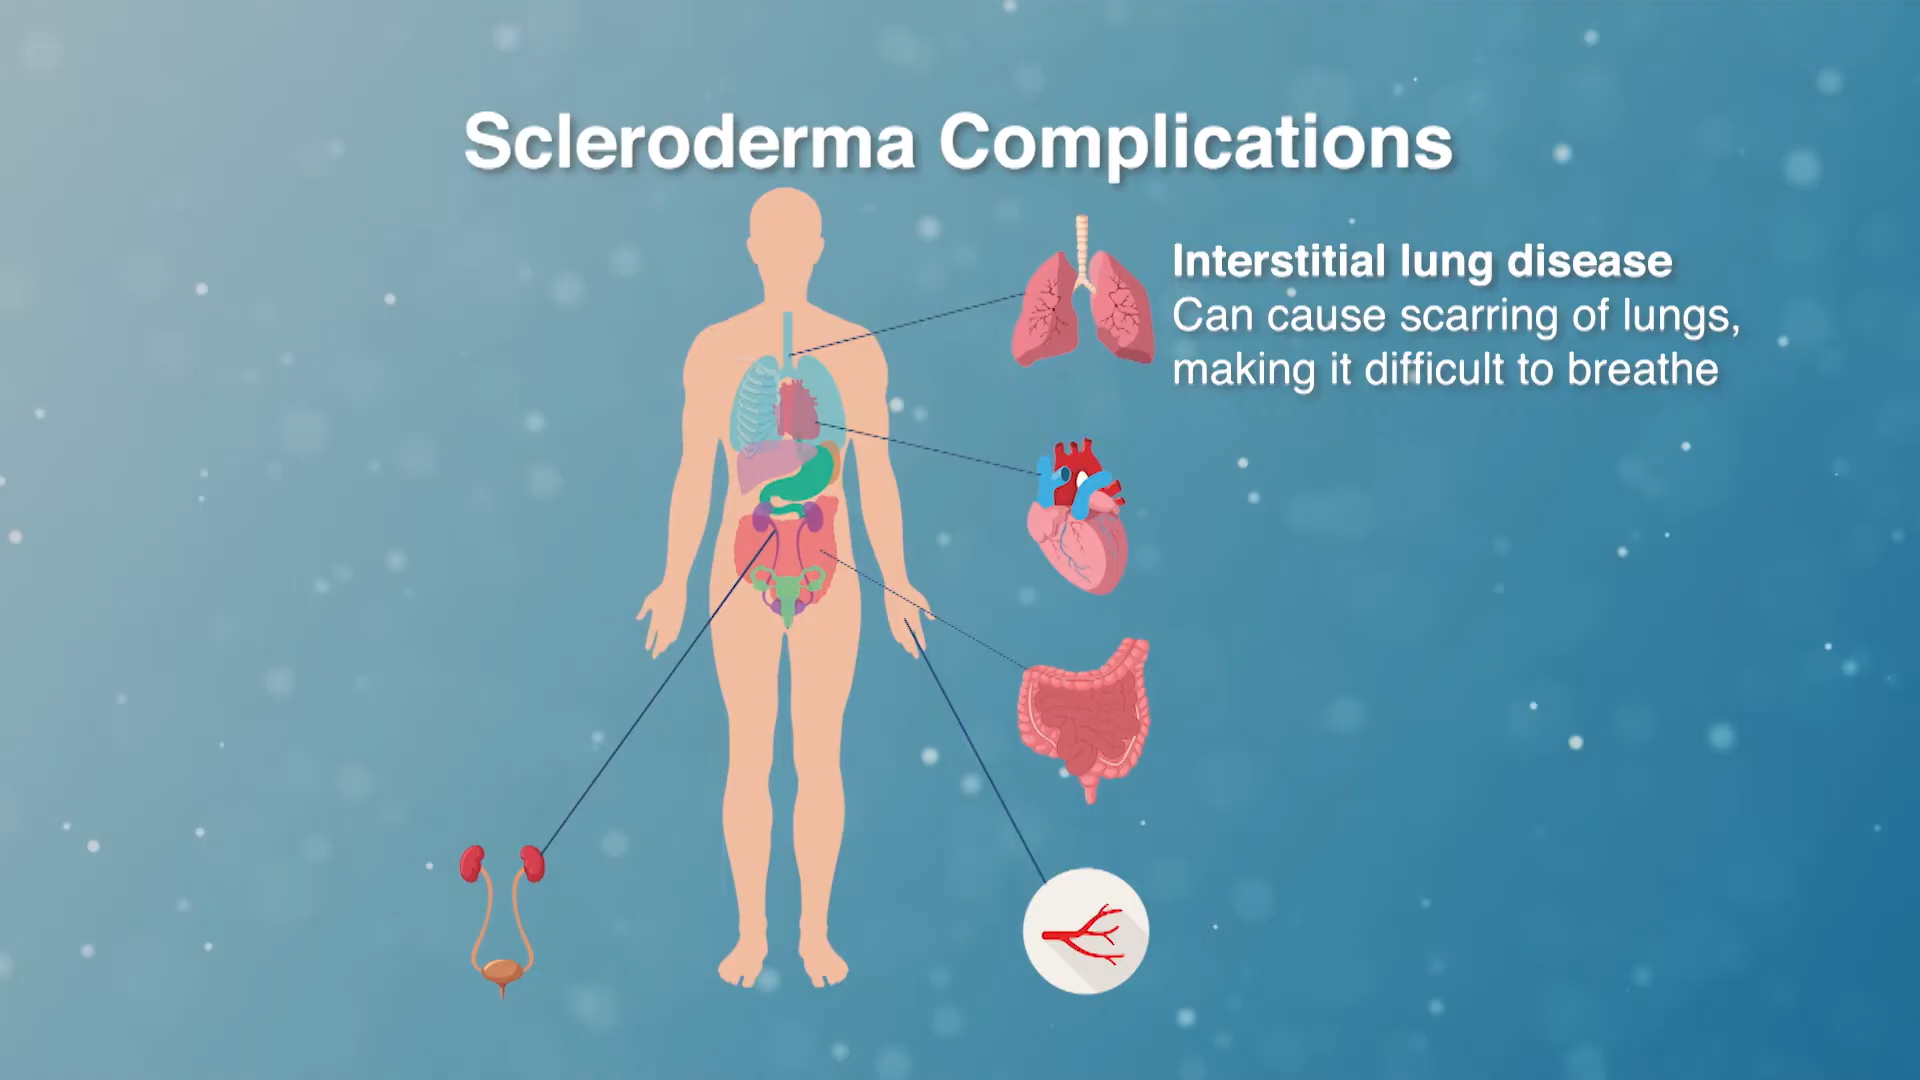 Scleroderma Complications
Interstitial lung disease
Can cause scarring of lungs,
making it difficult to breathe